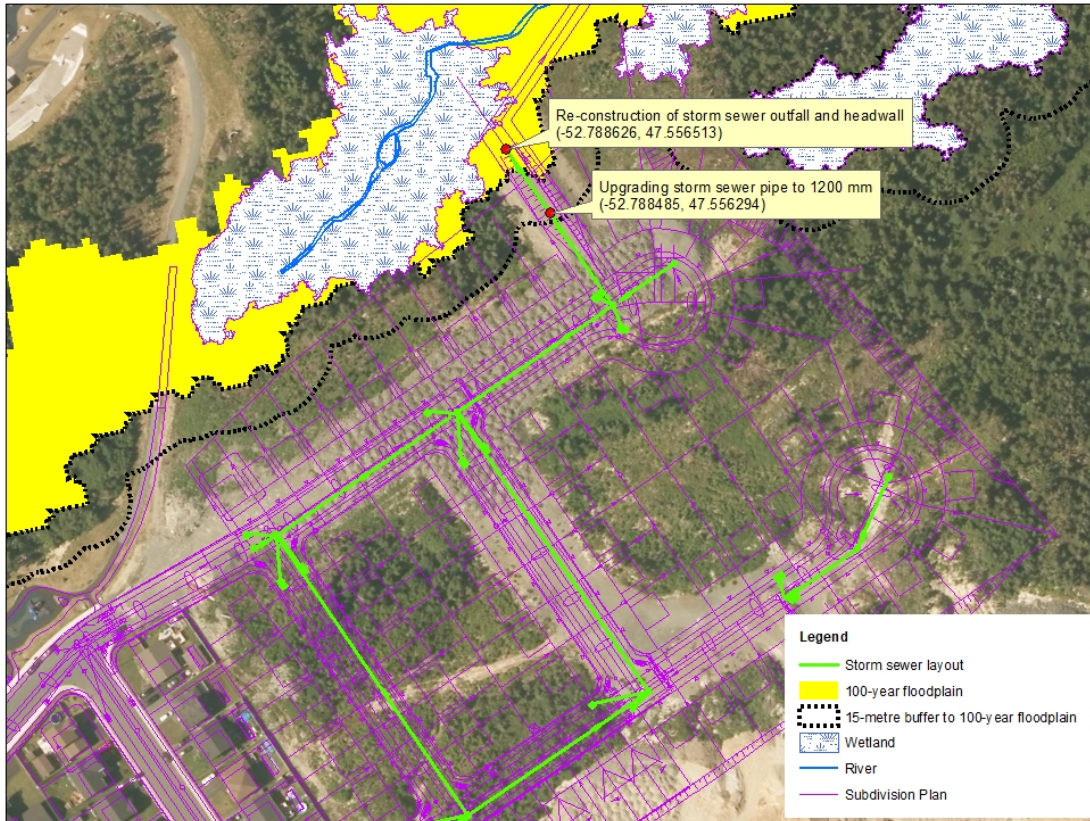 Re-construction of storm sewer outfall and headwall
(-52.788626, 47.556513)
Upgrading storm sewer pipe to 1200 mm
(-52.788485, 47.556294)
Legend
Storm sewer layout
100-year floodplain
15-metre buffer to 100-year floodplain
Wetland
River
Subdivision Plan